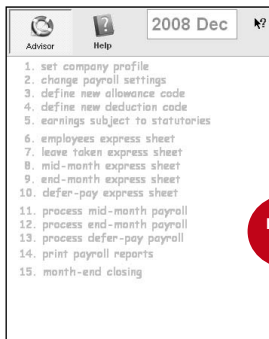 2008 Dec
Advisor
Help
1. set company profile
2. change payroll settings
3. define new allowance code
4. define new deduction code
5. earnings subject to statutories
6. employees express sheet
7. leave taken express sheet
8. mid-month express sheet
9. end-month express sheet
10. defer-pay express sheet
11. process mid-month payroll
12. process end-month payroll
13. process defer-pay payroll
14. print payroll reports
15. month-end closing